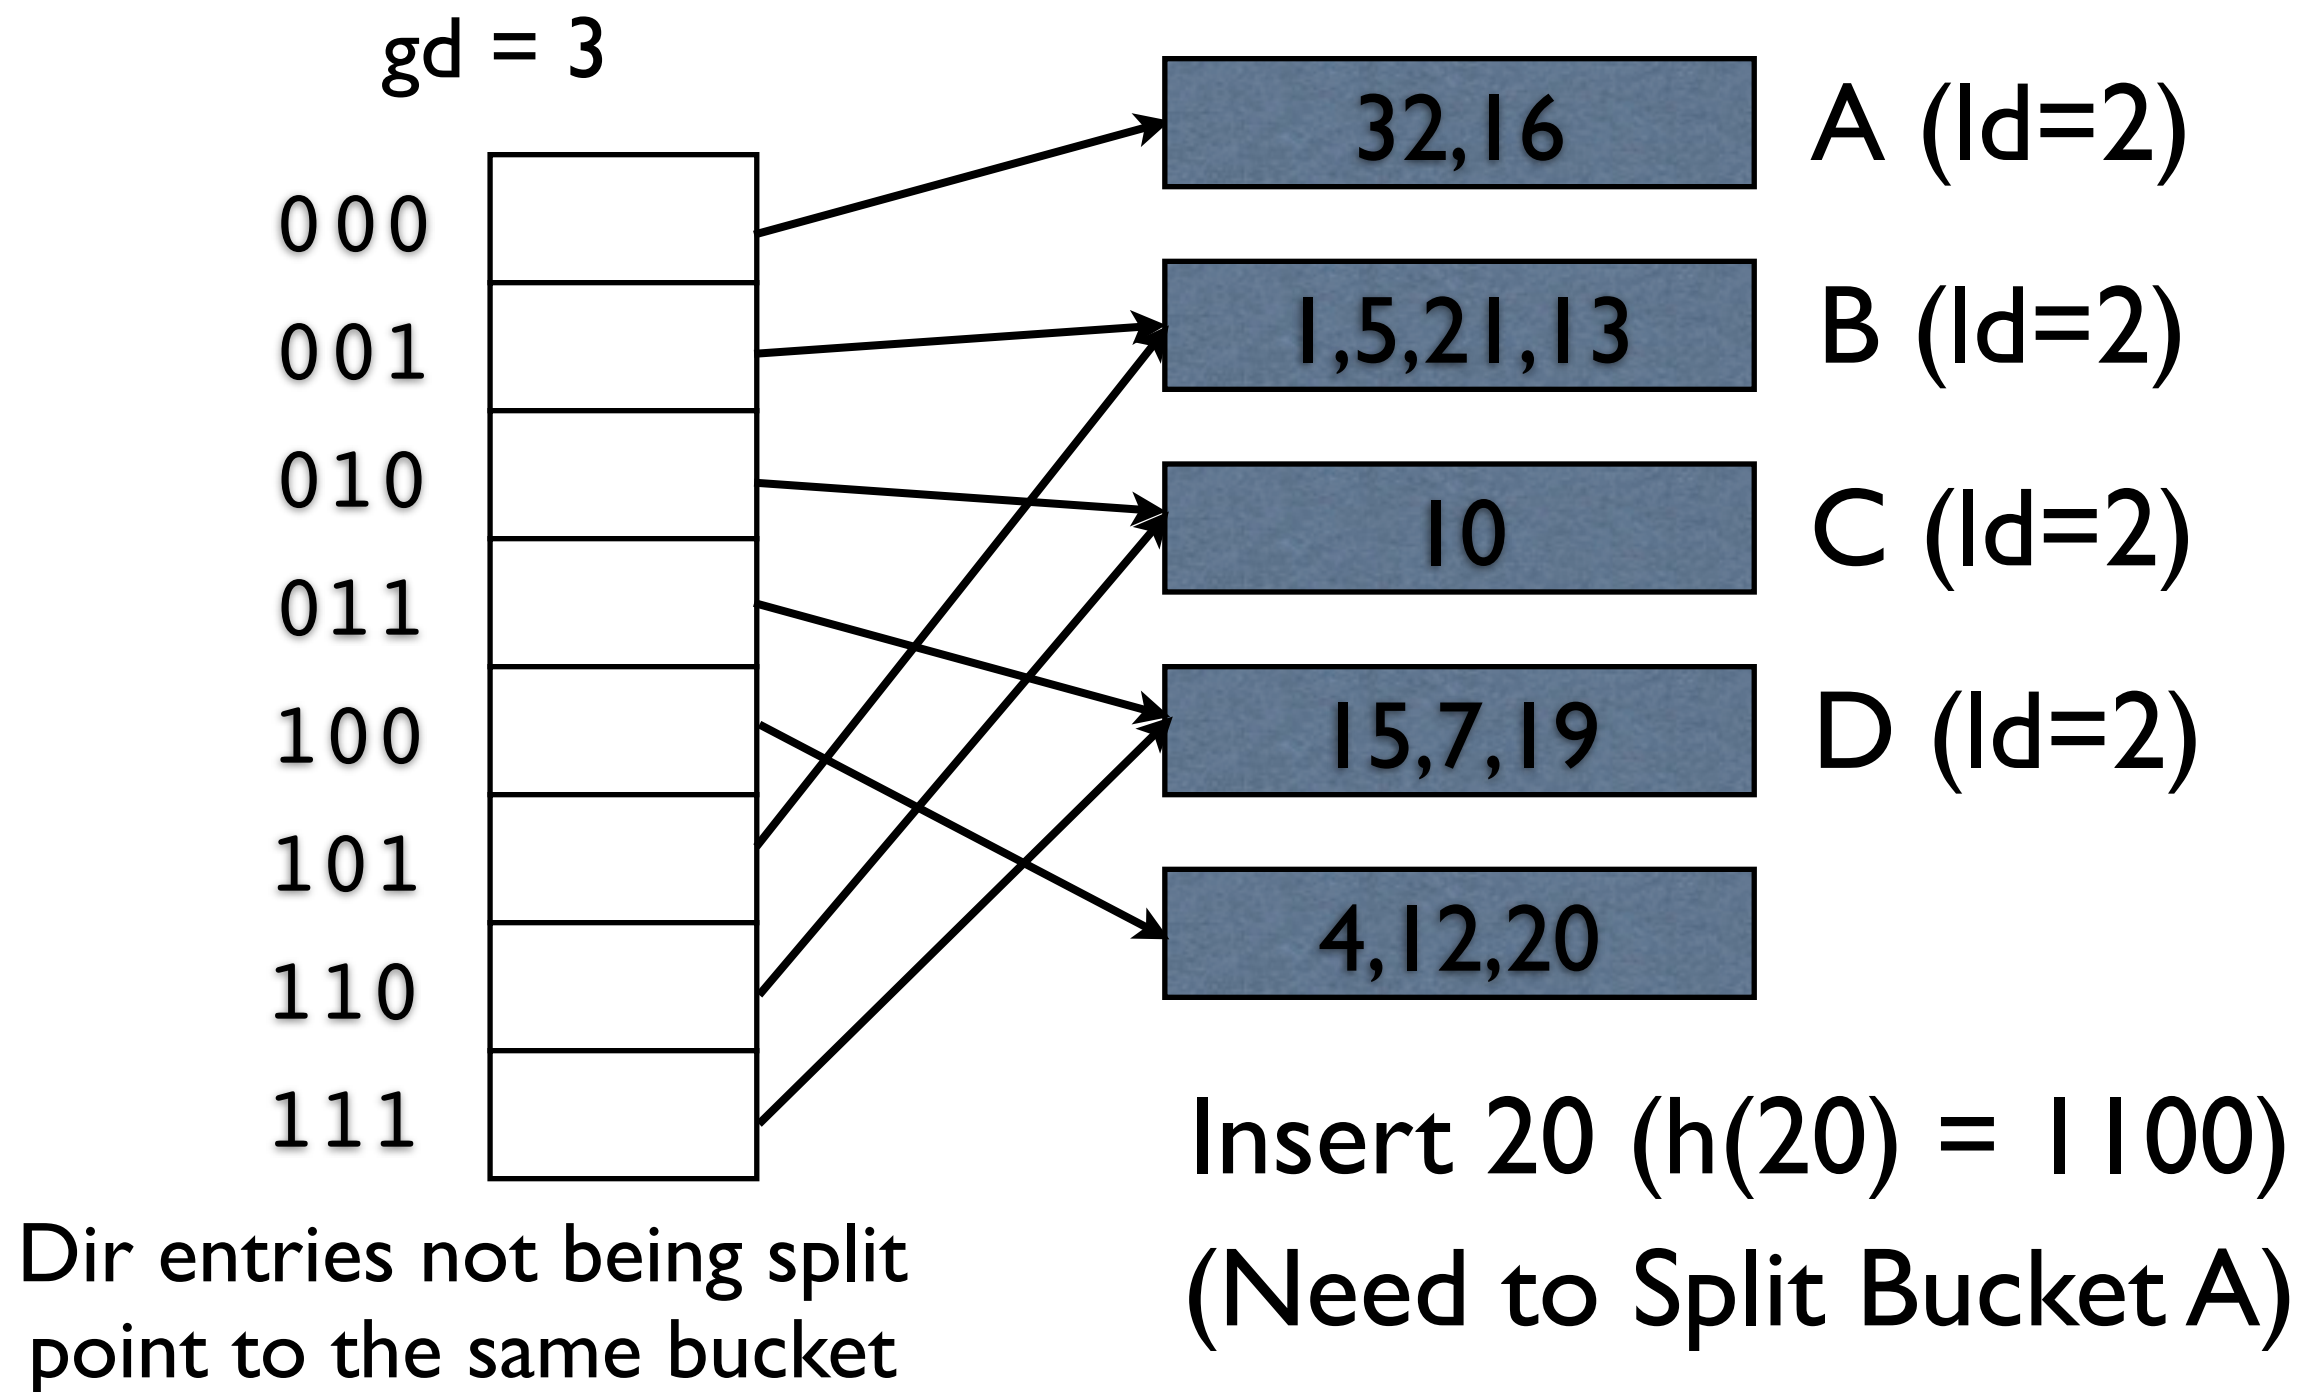 gd = 3
000
001
010
011
100
101
110
111
Dir entries not being split
point to the same bucket
32,16
A (ld=2)
1,5,21,13
B (ld=2)
10
C (ld=2)
15,7,19
D (ld=2)
4,12,20
Insert 20 (h(20) = 1100)
(Need to Split Bucket A)